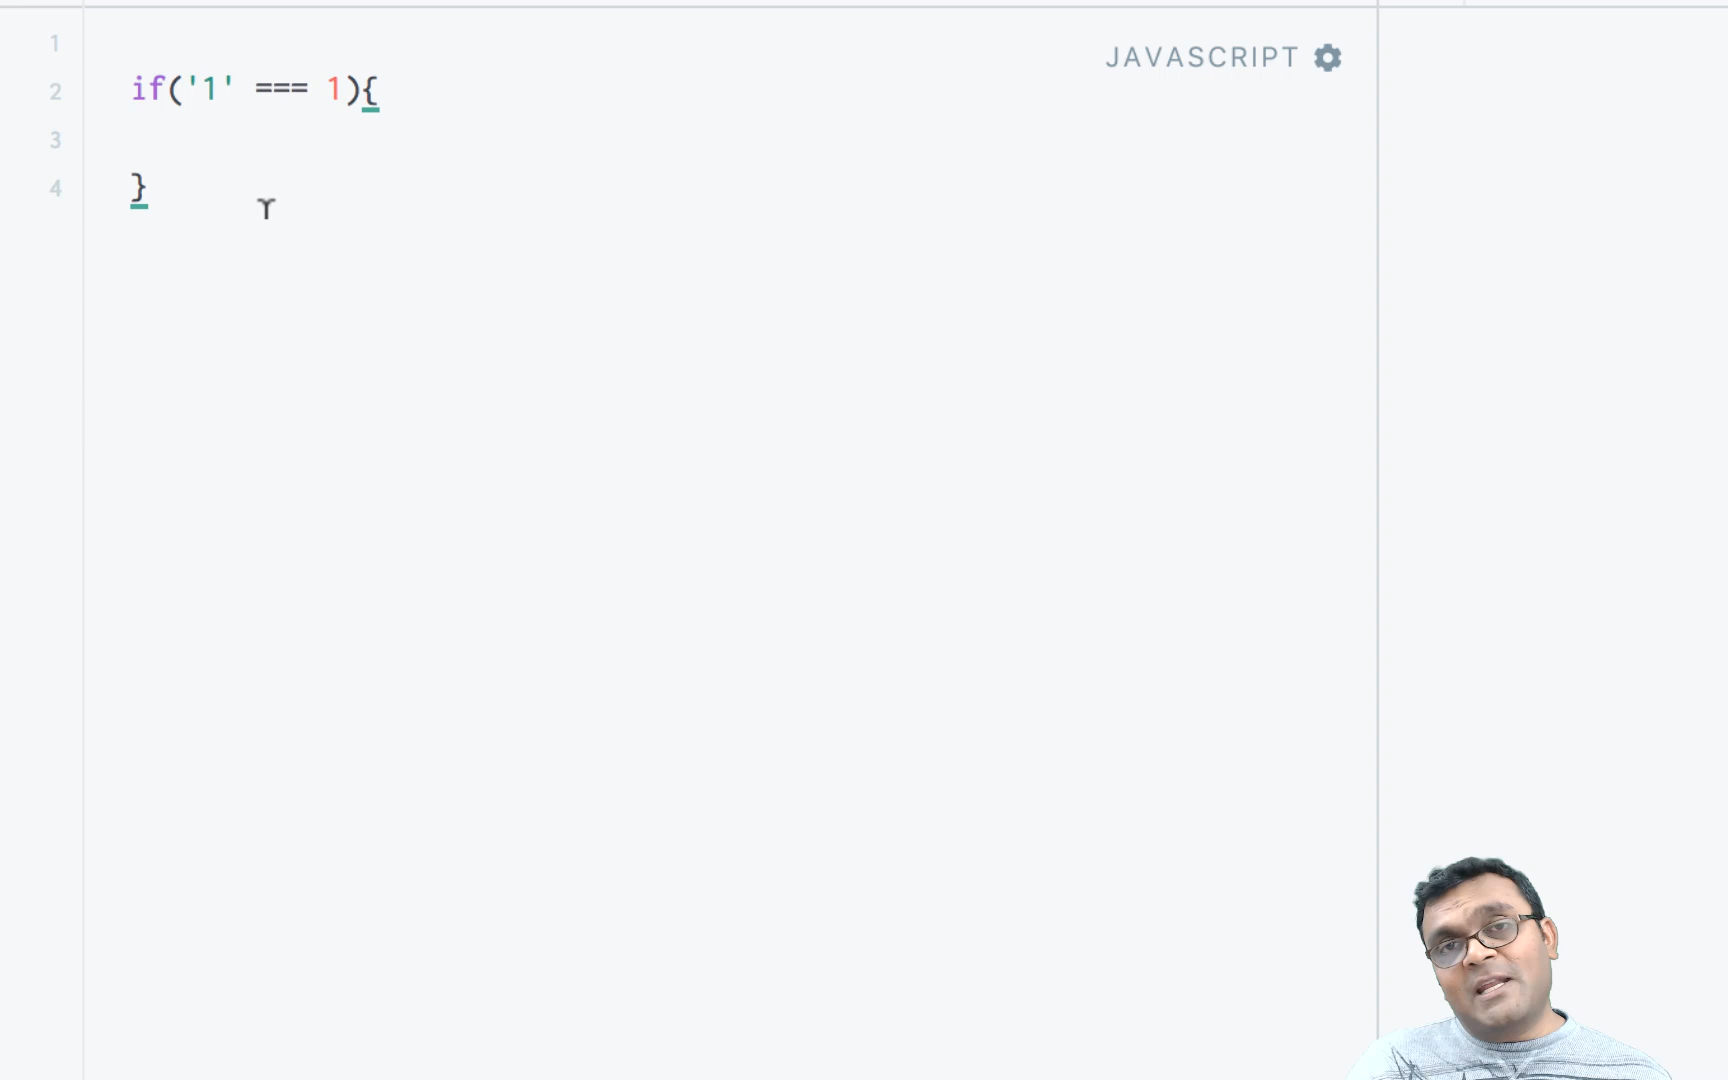 JAVASCRIPT
1
2 if('1' === 1){
3
4 }